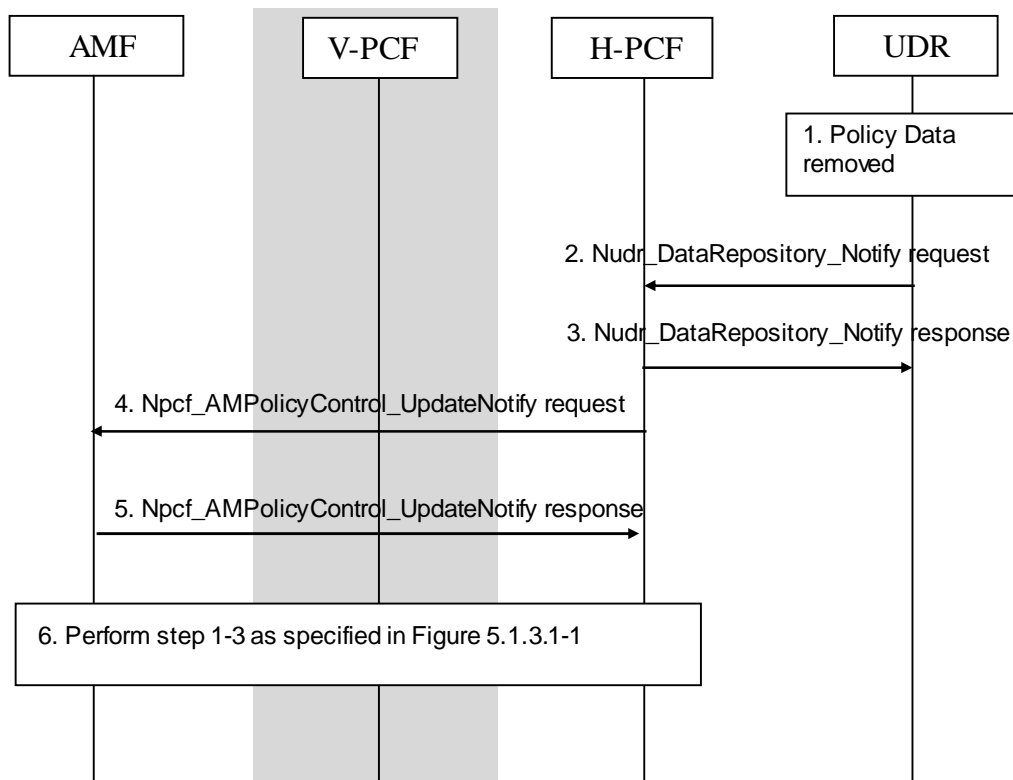 AMF
V-PCF
H-PCF
UDR
1. Policy Data
removed
2. Nudr_DataRepository_Notify request
3. Nudr_DataRepository_Notify response
4. Npcf_AMPolicyControl_UpdateNotify request
5. Npcf_AMPolicyControl_UpdateNotify response
6. Perform step 1-3 as specified in Figure 5.1.3.1-1